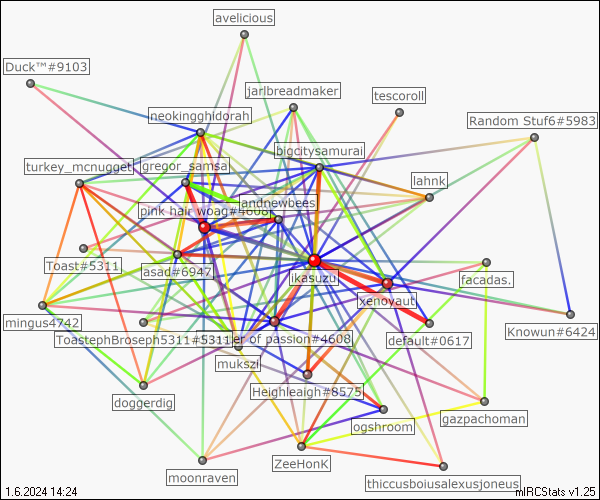 avelicious
Duck™#9103
jarlbreadmaker
tescoroll
neokingghidorah
Random Stuf6#5983
bigcitysamurai
turkey_mcnugget
gregor_samsa
lahnk
andnewbees
pink hair woag#4608
Toast#5311
asad#6947
ikasuzu
facadas.
xenoyaut
mingus4742
Knowun#6424
ToastephBroseph5311#5311
er of passion#4608
default#0617
mukszi
Heighleaigh#8575
doggerdig
gazpachoman
ogshroom
ZeeHonK
moonraven
thiccusboiusalexusjoneus
1.6.2024 14:24
mIRCStats v1.25